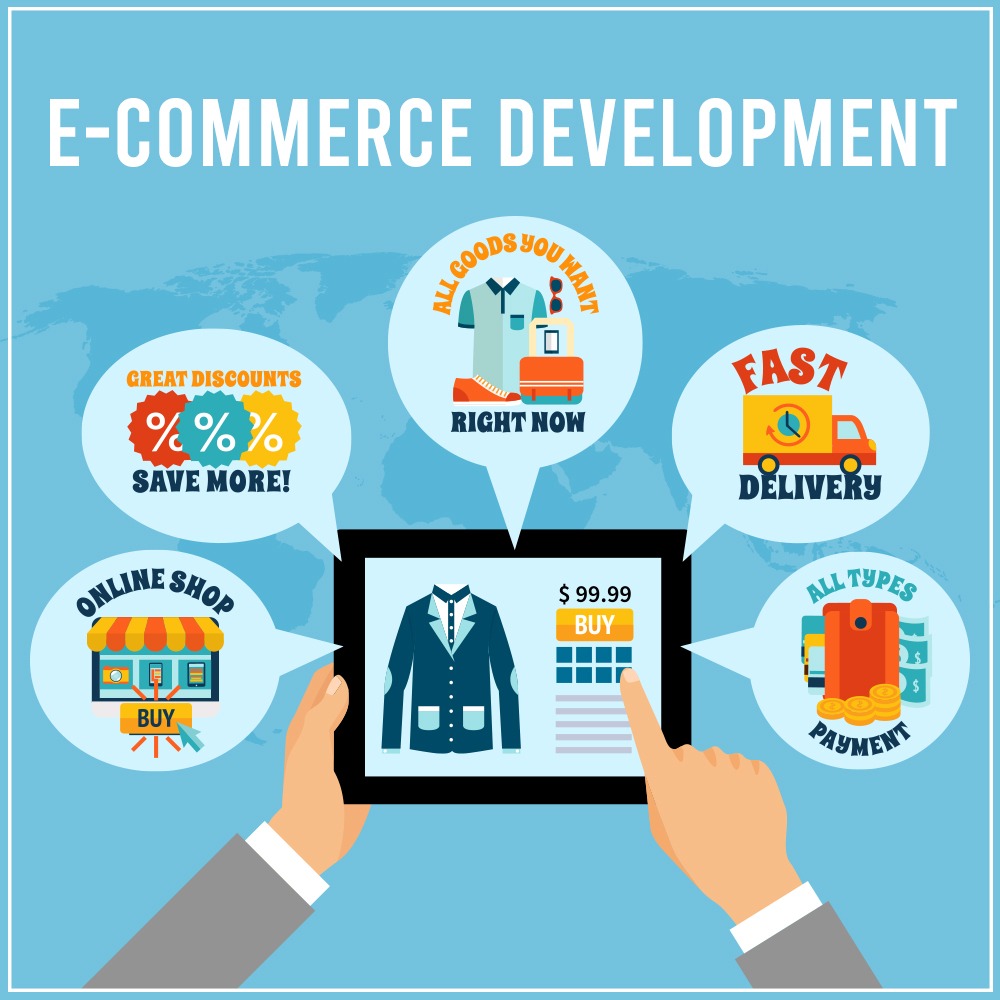 E-COMMERCE DEVELOPMENT
ALL GOODS YOU WANT
RIGHT NOW
GREAT DISCOUNTS
% % %
SAVE MORE!
FAST
DELIVERY
ONLINE SHOP
BUY
$ 99.99
BUY
ALL TYPES
$
$
PAYMENT